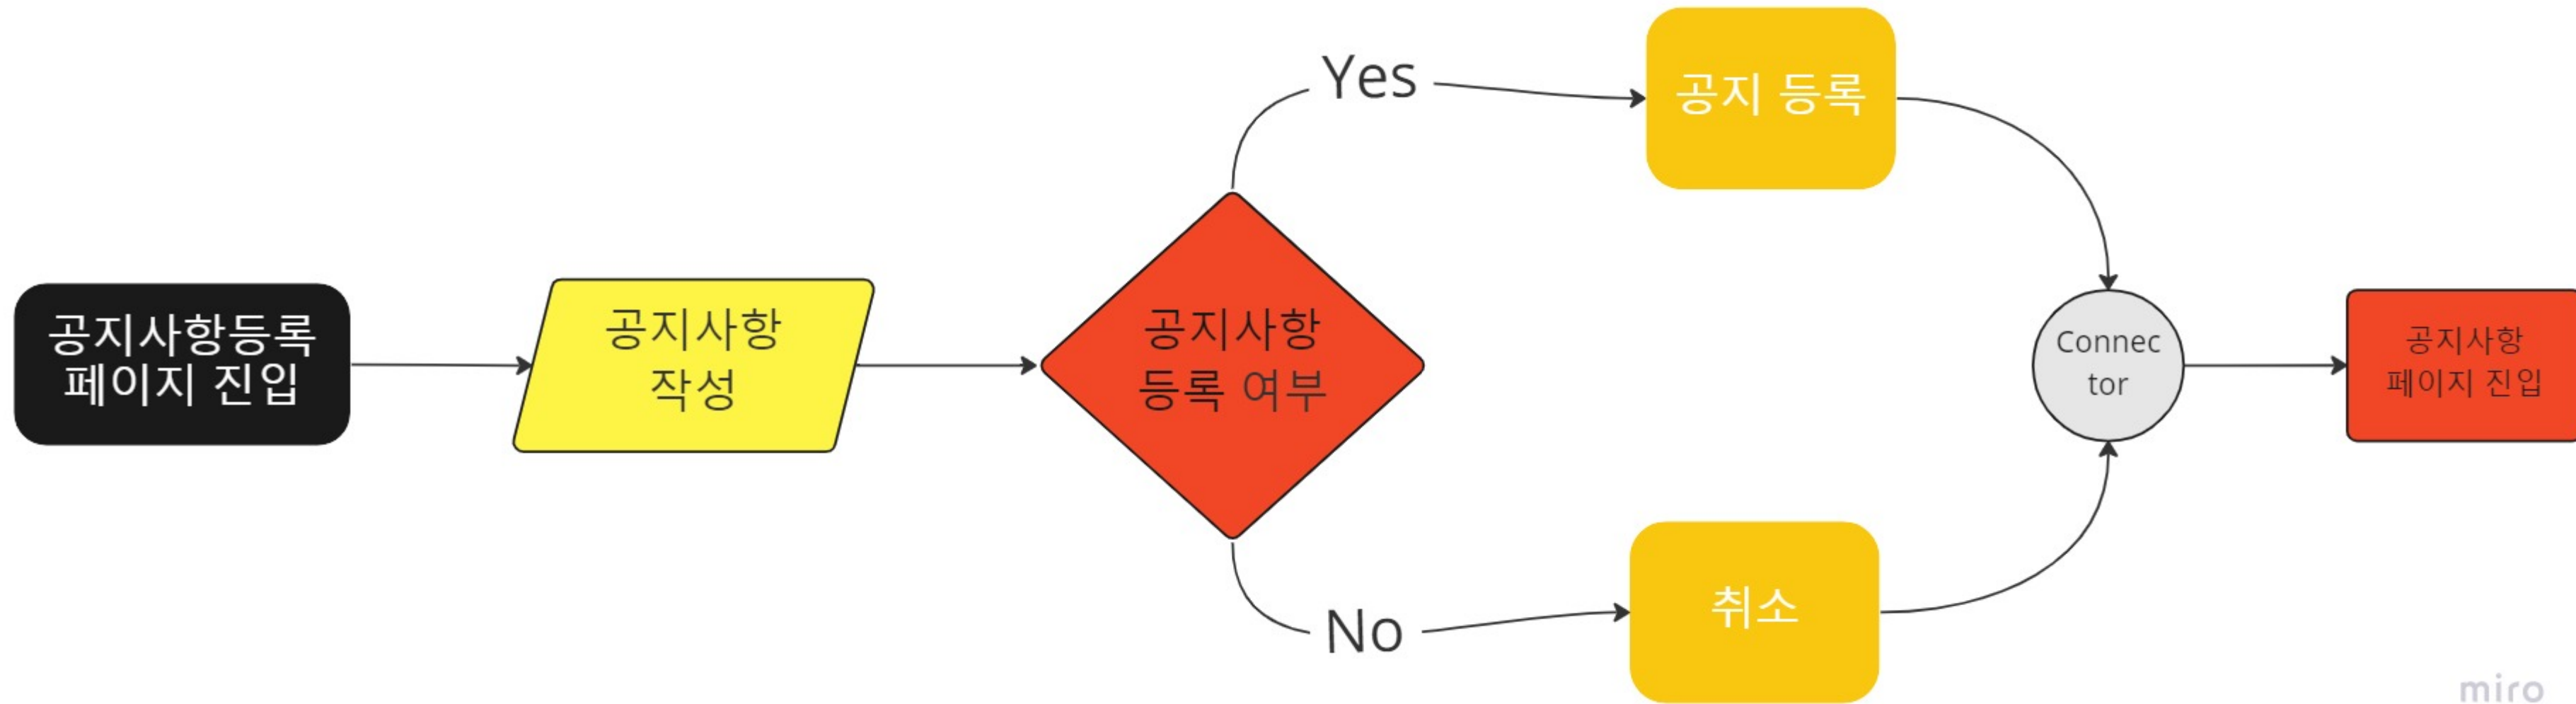 공지사항등록
페이지 진입
공지사항
작성
공지사항
등록 여부
Yes
공지 등록
No
취소
Connec
tor
공지사항
페이지 진입
miro